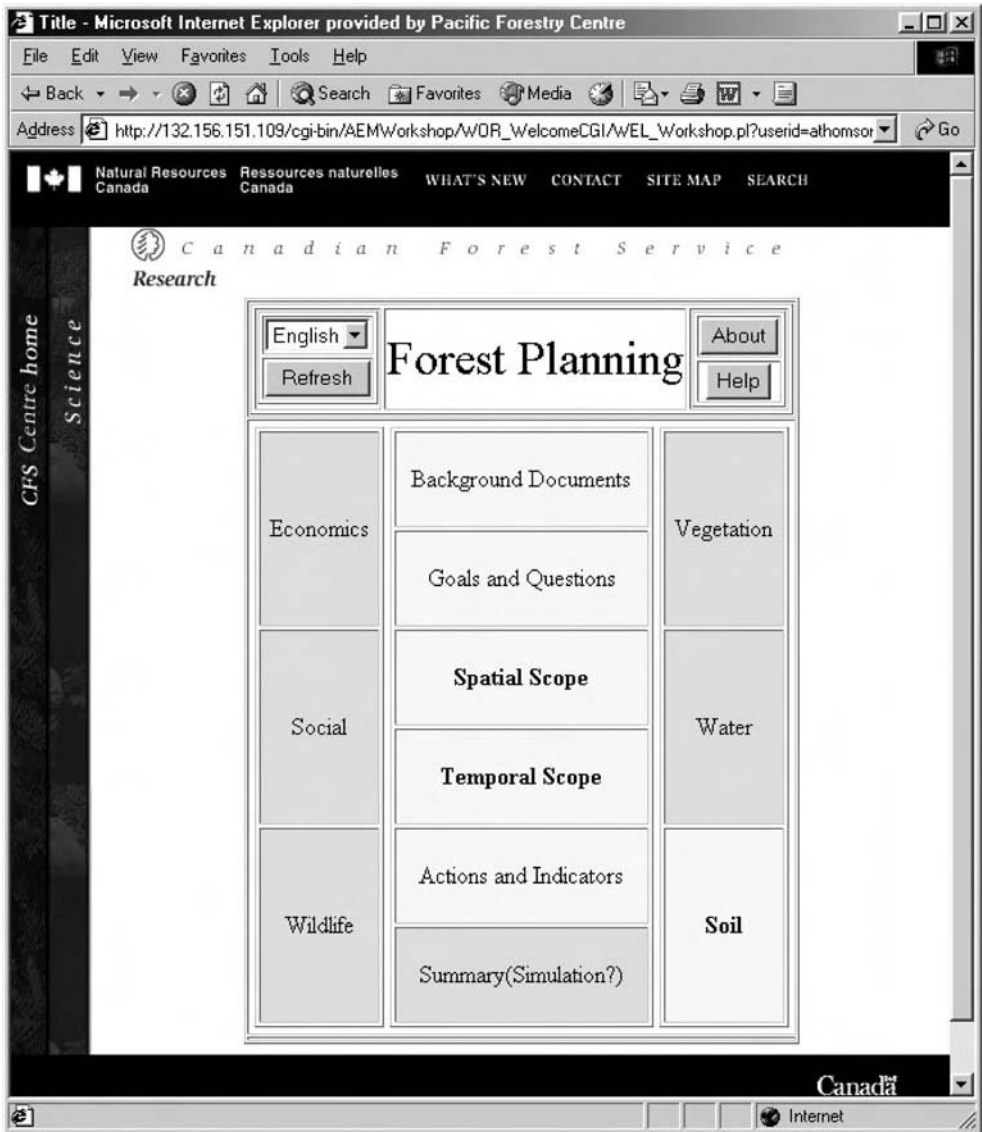 Title - Microsoft Internet Explorer provided by Pacific Forestry Centre
File Edit View Favorites Tools Help
Back Search Favorites Media
Address http://132.156.151.109/cgi-bin/AEMWorkshop/WOR_WelcomeCGI/WEL_Workshop.pl?userid=athomsor Go
Natural Resources Canada Ressources naturelles Canada WHAT'S NEW CONTACT SITE MAP SEARCH
Canadian Forest Service
Research
CFS Centre home
Science
English
Refresh
Forest Planning
About
Help
Economics
Social
Wildlife
Background Documents
Goals and Questions
Spatial Scope
Temporal Scope
Actions and Indicators
Summary(Simulation?)
Vegetation
Water
Soil
Canada
Internet